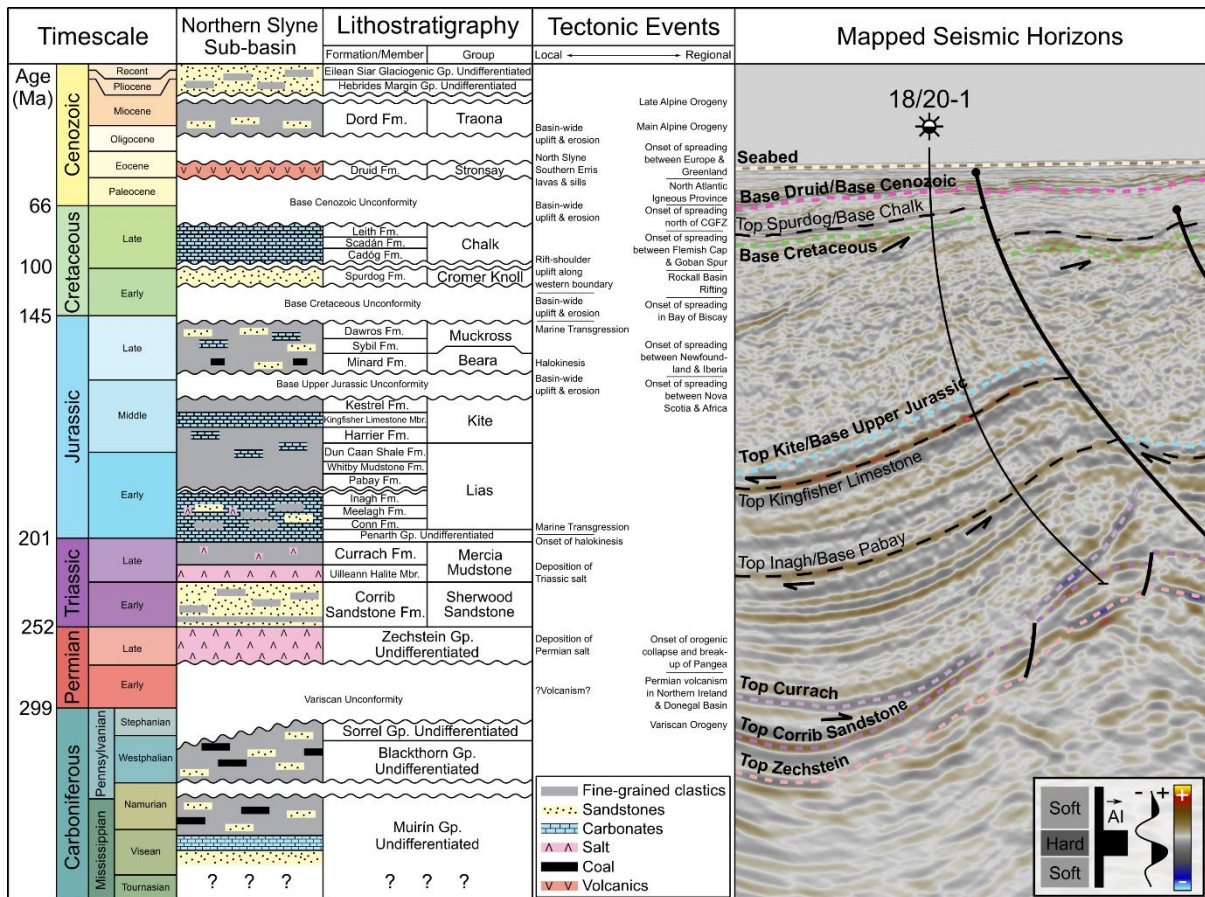 Timescale
Northern Slyne
Sub-basin
Lithostratigraphy
Formation/Member
Group
Tectonic Events
Local
Regional
Mapped Seismic Horizons
Age
(Ma)
66
100
145
201
252
299
Cenozoic
Recent
Pliocene
Miocene
Oligocene
Eocene
Paleocene
Cretaceous
Late
Early
Jurassic
Late
Middle
Early
Triassic
Late
Early
Permian
Late
Early
Carboniferous
Pennsylvanian
Mississippian
Stephanian
Westphalian
Namurian
Visean
Tournasian
Eilean Siar Glaciogenic Gp. Undifferentiated
Hebrides Margin Gp. Undifferentiated
Dord Fm.
Traona
Druid Fm.
Stronsay
Base Cenozoic Unconformity
Leith Fm.
Scadán Fm.
Cadóg Fm.
Chalk
Spurdog Fm.
Cromer Knoll
Base Cretaceous Unconformity
Dawros Fm.
Sybil Fm.
Muckross
Minard Fm.
Beara
Base Upper Jurassic Unconformity
Kestrel Fm.
Kingfisher Limestone Mbr.
Harrier Fm.
Kite
Dun Caan Shale Fm.
Whitby Mudstone Fm.
Pabay Fm.
Inagh Fm.
Meelagh Fm.
Conn Fm.
Lias
Penarth Gp. Undifferentiated
Currach Fm.
Uilleann Halite Mbr.
Mercia
Mudstone
Corrib
Sandstone Fm.
Sherwood
Sandstone
Zechstein Gp.
Undifferentiated
Variscan Unconformity
Sorrel Gp. Undifferentiated
Blackthorn Gp.
Undifferentiated
Muirín Gp.
Undifferentiated
? ? ?
? ? ?
Basin-wide
uplift & erosion
North Slyne
Southern Erris
lavas & sills
Basin-wide
uplift & erosion
Rift-shoulder
uplift along
western boundary
Basin-wide
uplift & erosion
Marine Transgression
Halokinesis
Basin-wide
uplift & erosion
Marine Transgression
Onset of halokinesis
Deposition of
Triassic salt
Deposition of
Permian salt
?Volcanism?
Late Alpine Orogeny
Main Alpine Orogeny
Onset of spreading
between Europe &
Greenland
North Atlantic
Igneous Province
Onset of spreading
north of CGFZ
Onset of spreading
between Flemish Cap
& Goban Spur
Rockall Basin
Rifting
Onset of spreading
in Bay of Biscay
Onset of spreading
between Newfound-
land & Iberia
Onset of spreading
between Nova
Scotia & Africa
Onset of orogenic
collapse and break-
up of Pangea
Permian volcanism
in Northern Ireland
& Donegal Basin
Variscan Orogeny
Fine-grained clastics
Sandstones
Carbonates
Salt
Coal
Volcanics
18/20-1
Seabed
Base Druid/Base Cenozoic
Top Spurdog/Base Chalk
Base Cretaceous
Top Kite/Base Upper Jurassic
Top Kingfisher Limestone
Top Inagh/Base Pabay
Top Currach
Top Corrib Sandstone
Top Zechstein
Soft
Hard
Soft
AI
- +
+
-